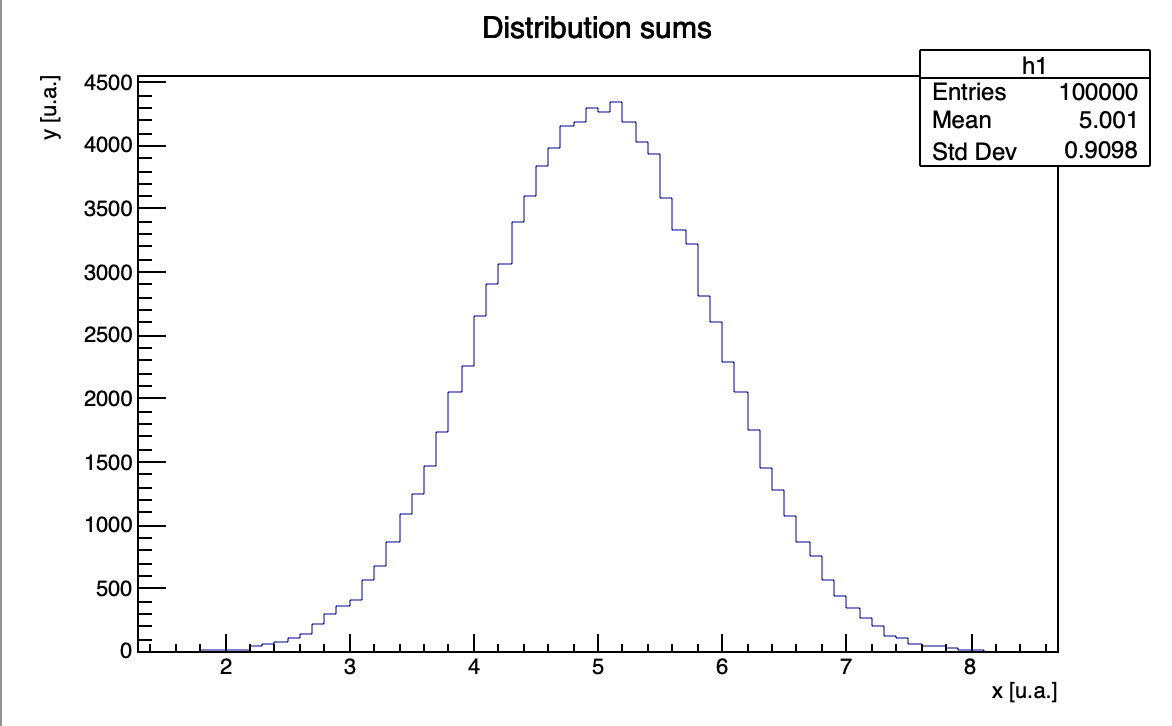 Distribution sums
h1
Entries 100000
Mean 5.001
Std Dev 0.9098
y [u.a.]
4500
4000
3500
3000
2500
2000
1500
1000
500
0
2 3 4 5 6 7 8
x [u.a.]